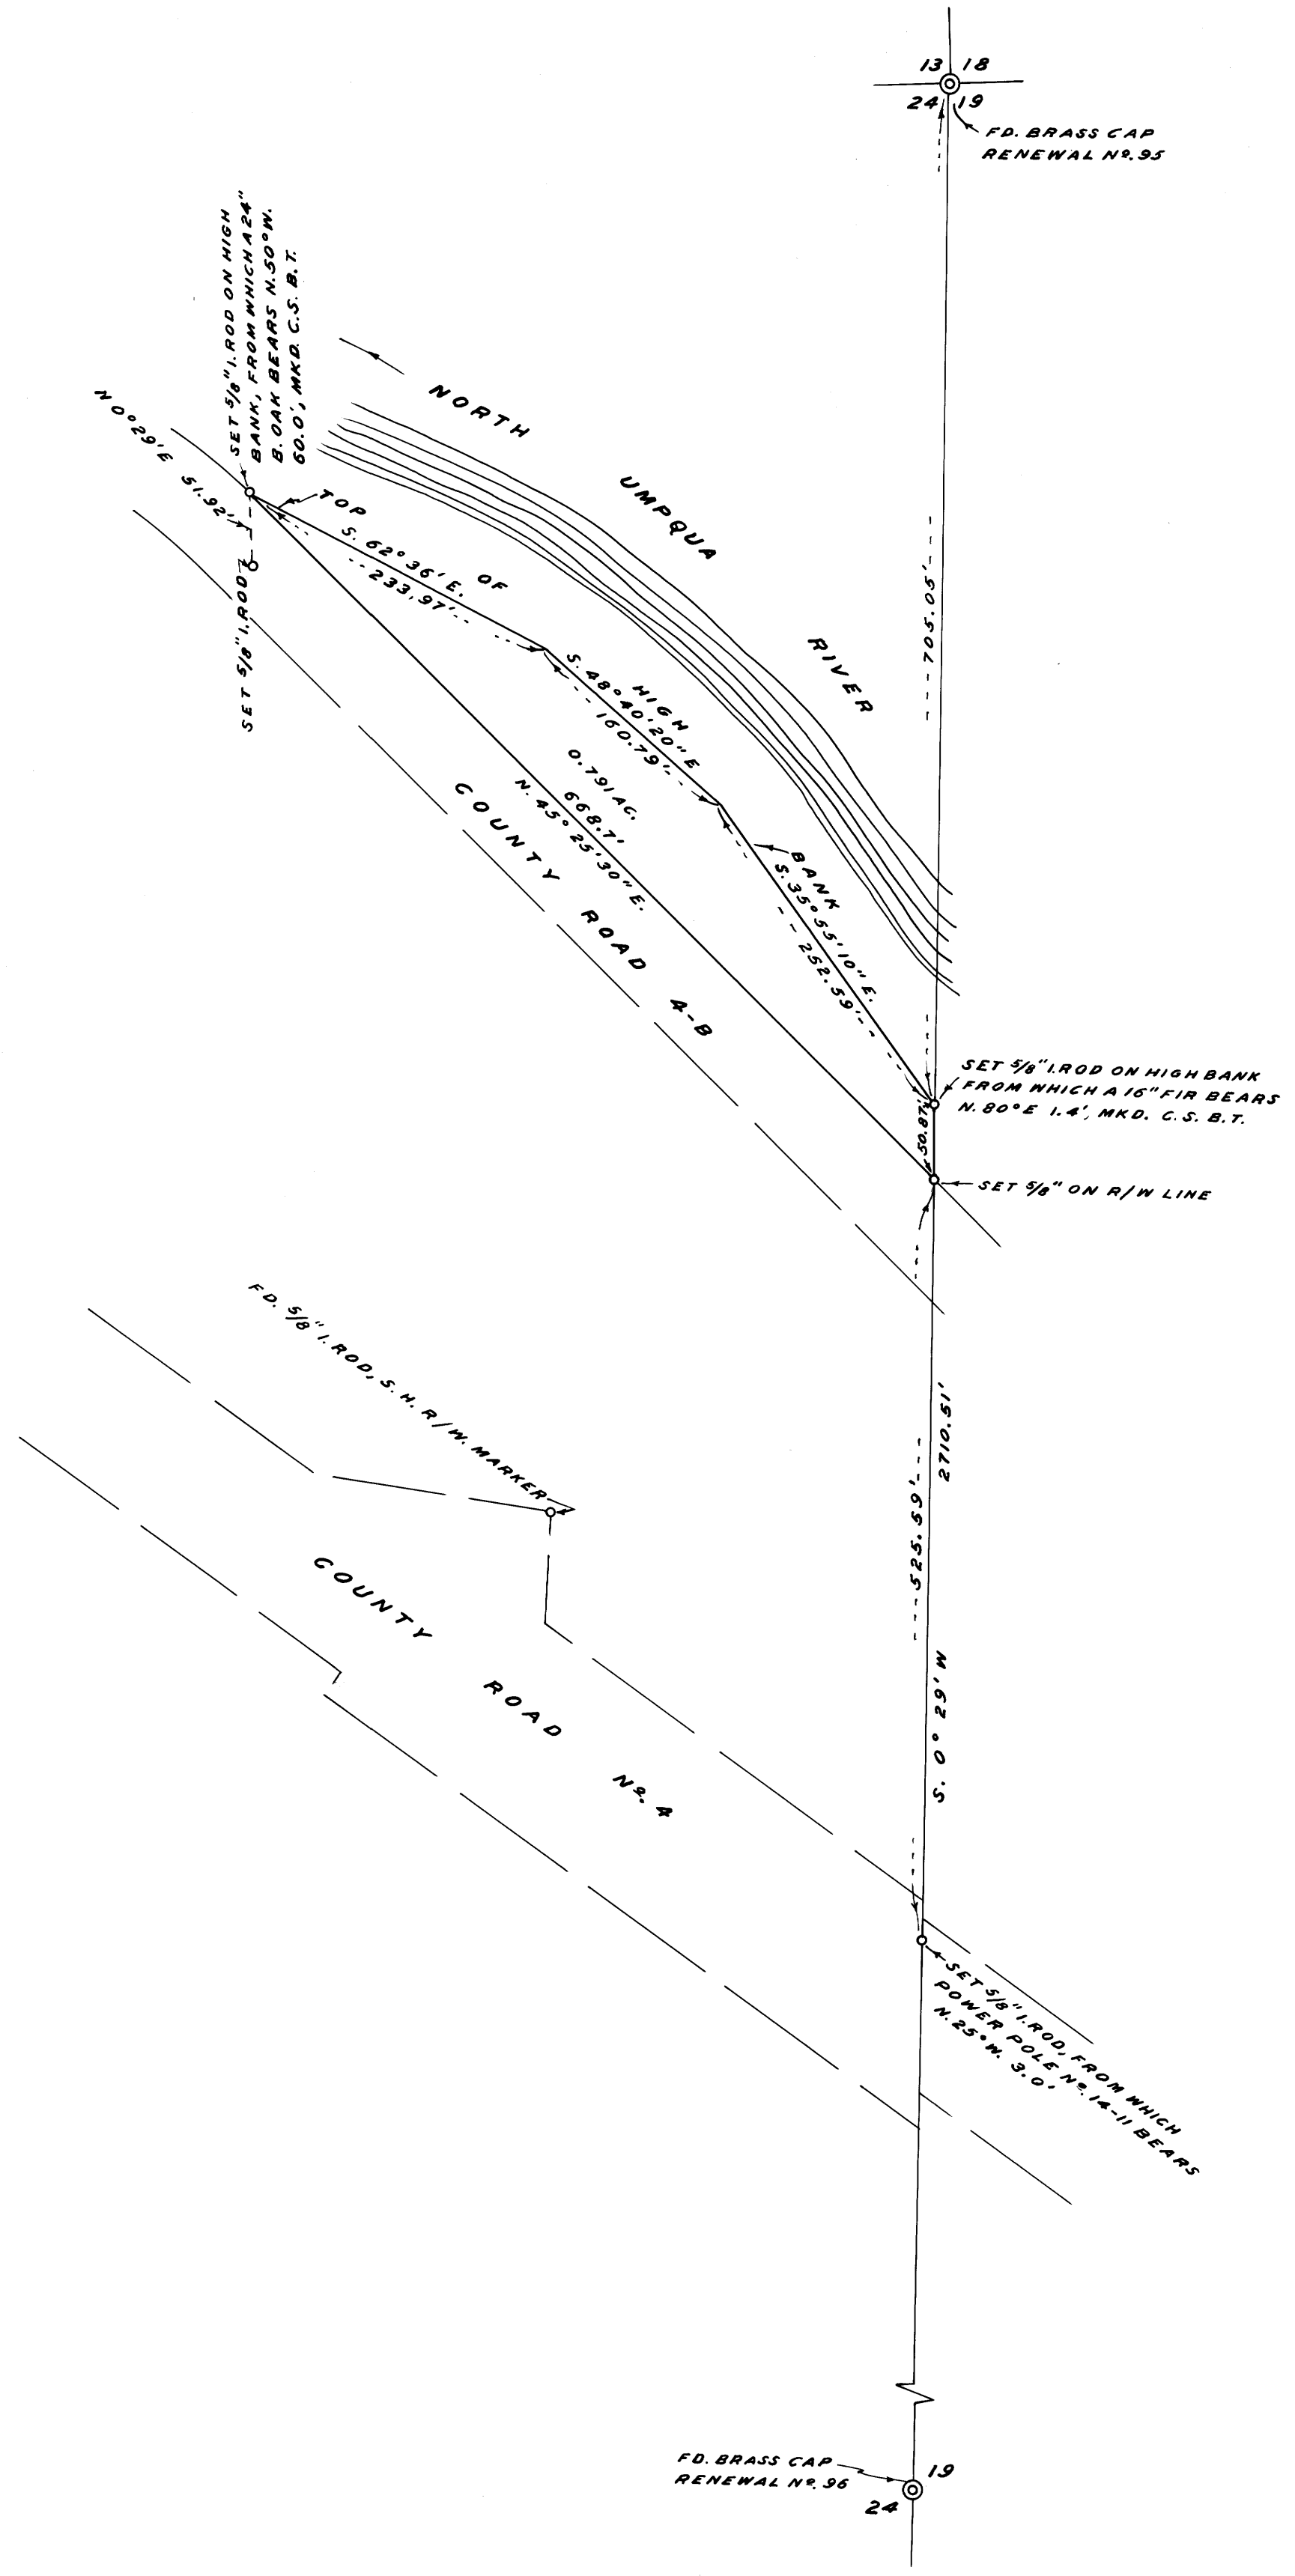 13 18
24 19
FD. BRASS CAP
RENEWAL Nº. 95
SET 5/8" I. ROD ON HIGH
BANK, FROM WHICH A 24"
B. OAK BEARS N. 50° W.
60.0', MKD. C.S. B.T.
N 0° 29' E 51.92'
SET 5/8" I. ROD
NORTH
UMPQUA
RIVER
TOP
OF
HIGH
BANK
S. 62° 36' E.
233.97'
S. 48° 40' 20" E
160.79'
S. 35° 55' 10" E.
252.59'
0.791 AC.
668.7'
N. 45° 25' 30" E.
705.05'
COUNTY ROAD 4-B
SET 5/8" I. ROD ON HIGH BANK
FROM WHICH A 16" FIR BEARS
N. 80° E 1.4', MKD. C. S. B. T.
50.87'
SET 5/8" ON R/W LINE
FD. 5/8" I. ROD, S. H. R/W. MARKER
2710.51'
525.59'
S. 0° 29' W
COUNTY ROAD Nº. 4
SET 5/8" I. ROD, FROM WHICH
POWER POLE Nº. 14-11 BEARS
N. 25° W. 3.0'
FD. BRASS CAP
RENEWAL Nº. 96
19
24